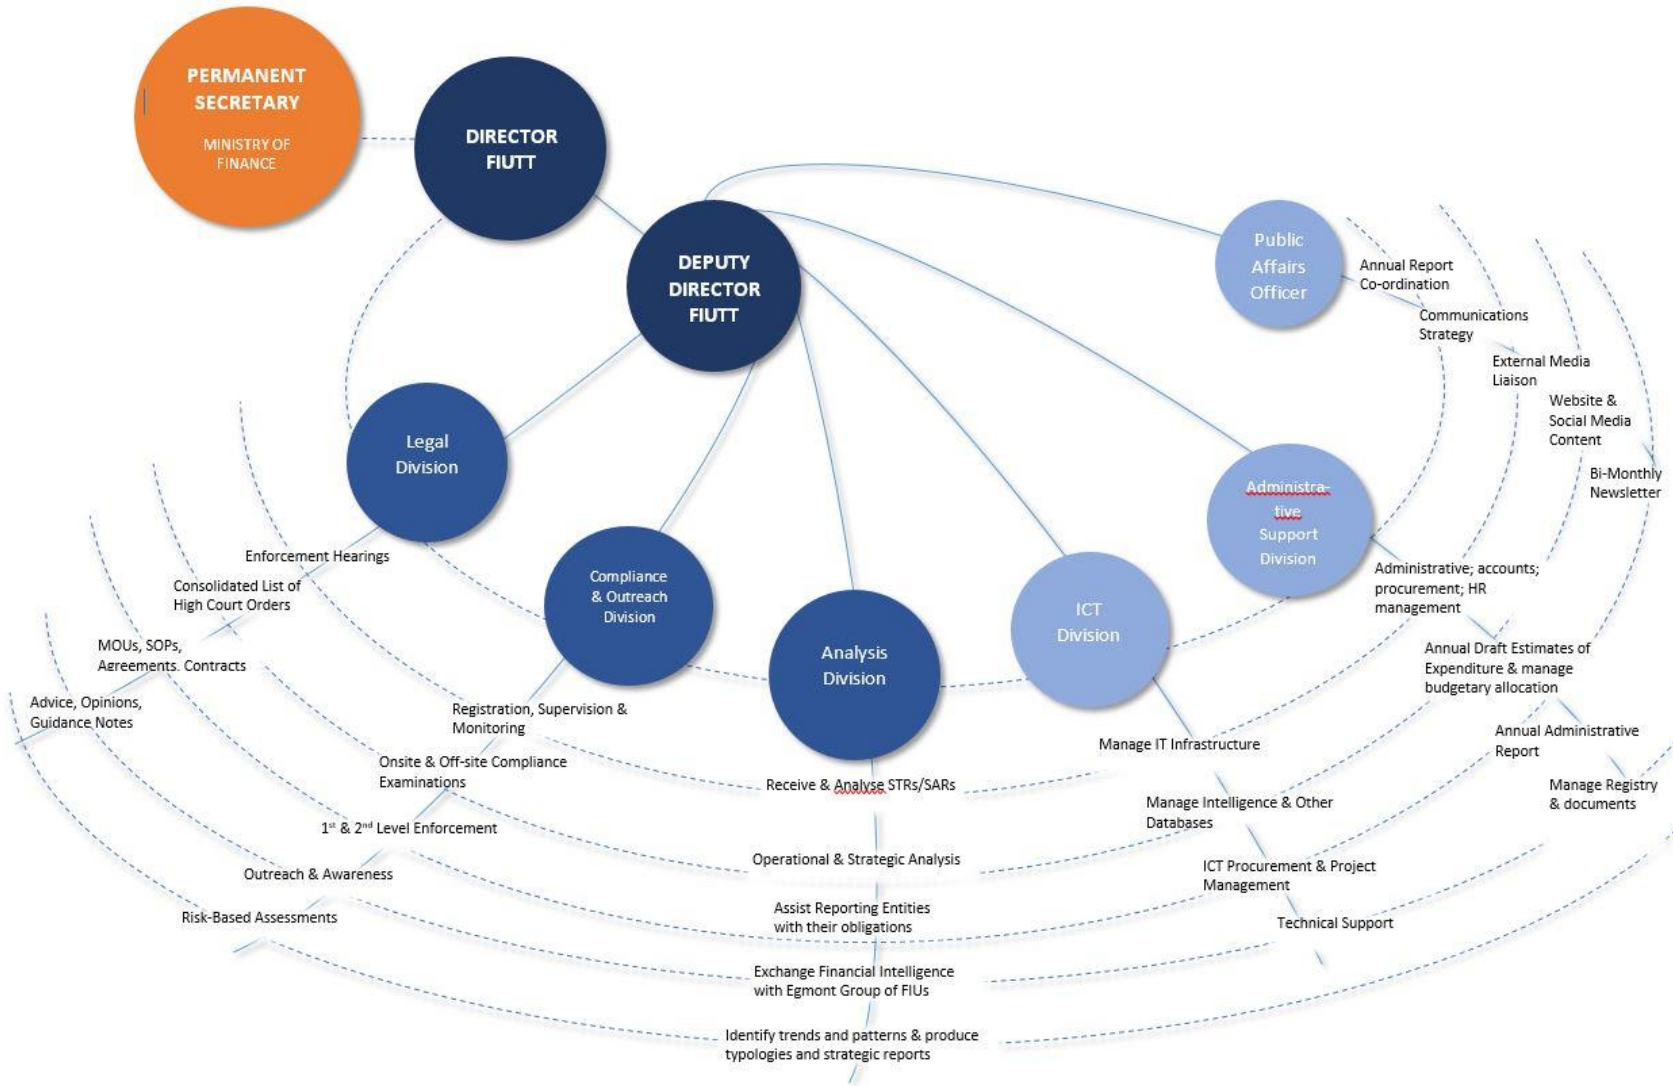 PERMANENT
SECRETARY
MINISTRY OF
FINANCE
DIRECTOR
FIUTT
DEPUTY
DIRECTOR
FIUTT
Public
Affairs
Officer
Annual Report
Co-ordination
Communications
Strategy
External Media
Liaison
Website &
Social Media
Content
Bi-Monthly
Newsletter
Legal
Division
Enforcement Hearings
Consolidated List of
High Court Orders
MOUs, SOPs,
Agreements. Contracts
Advice, Opinions,
Guidance Notes
Compliance
& Outreach
Division
Registration, Supervision &
Monitoring
Onsite & Off-site Compliance
Examinations
1st & 2nd Level Enforcement
Outreach & Awareness
Risk-Based Assessments
Analysis
Division
Receive & Analyse STRs/SARs
Operational & Strategic Analysis
Assist Reporting Entities
with their obligations
Exchange Financial Intelligence
with Egmont Group of FIUs
Identify trends and patterns & produce
typologies and strategic reports
ICT
Division
Manage IT Infrastructure
Manage Intelligence & Other
Databases
ICT Procurement & Project
Management
Technical Support
Administra-
tive
Support
Division
Administrative; accounts;
procurement; HR
management
Annual Draft Estimates of
Expenditure & manage
budgetary allocation
Annual Administrative
Report
Manage Registry
& documents